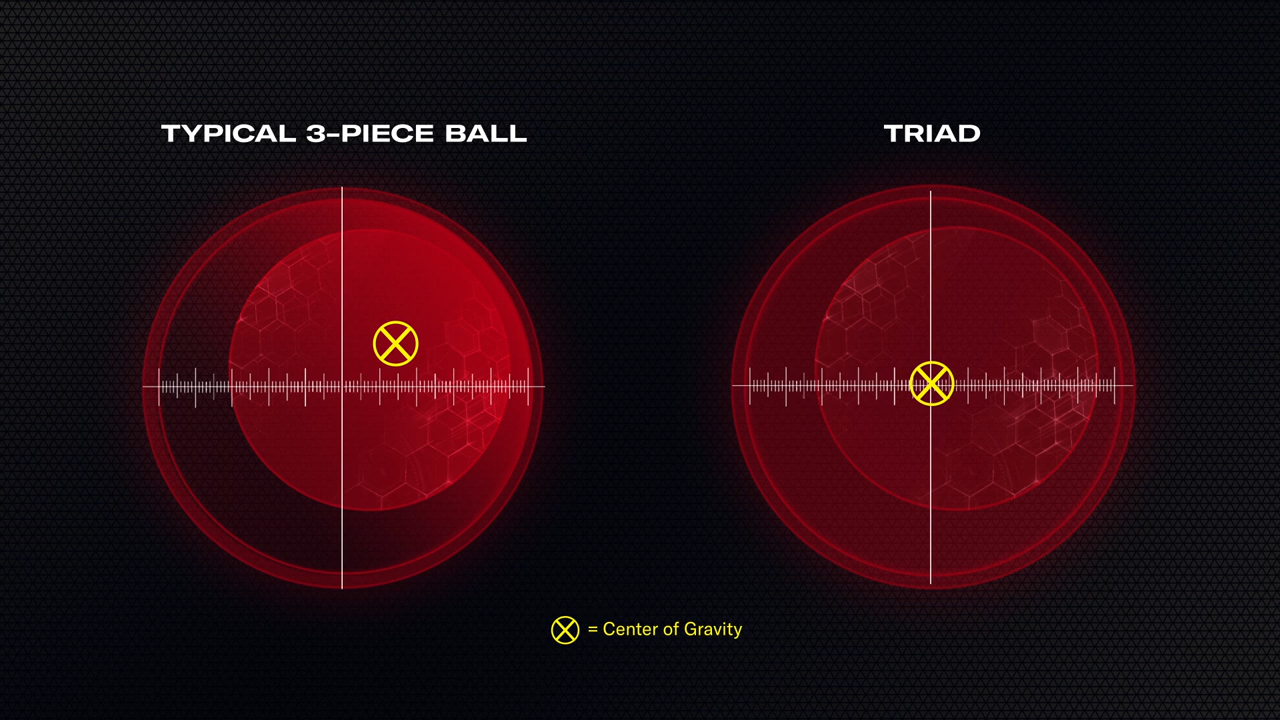 TYPICAL 3-PIECE BALL
TRIAD
= Center of Gravity